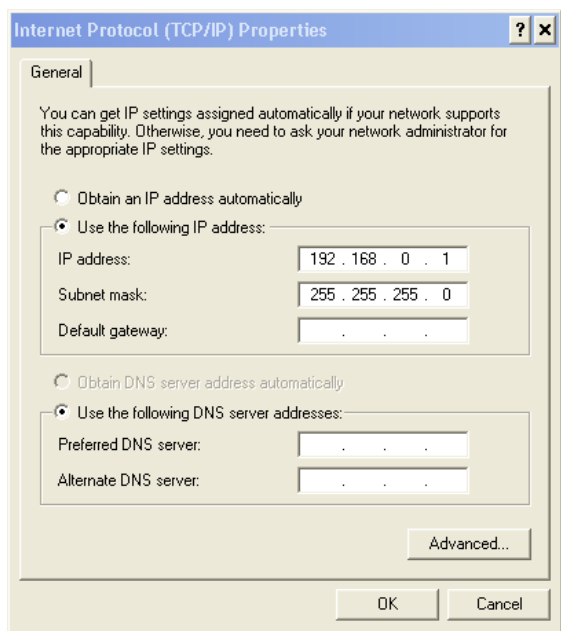 Internet Protocol (TCP/IP) Properties
General
You can get IP settings assigned automatically if your network supports
this capability. Otherwise, you need to ask your network administrator for
the appropriate IP settings.
Obtain an IP address automatically
Use the following IP address:
IP address: 192 . 168 . 0 . 1
Subnet mask: 255 . 255 . 255 . 0
Default gateway: . . .
Obtain DNS server address automatically
Use the following DNS server addresses:
Preferred DNS server: . . .
Alternate DNS server: . . .
Advanced...
OK Cancel